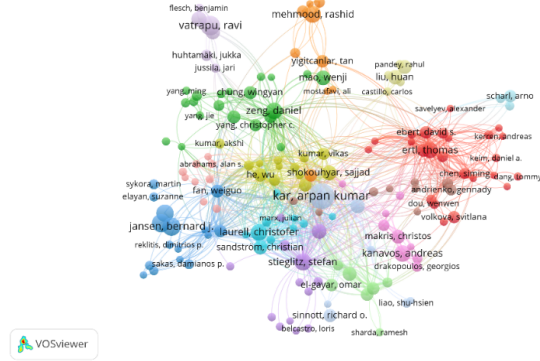 flesch, benjamin
mehmood, rashid
vatrapu, ravi
huhtamaki, jukka
jussila, jari
yigitcanlar, tan
pandey, rahul
mao, wenji
liu, huan
yang, ming
chung, wingyan
mostafavi, ali
castillo, carlos
scharl, arno
zeng, daniel
savelyev, alexander
yang, jie
yang, christopher c.
ebert, david s.
kerren, andreas
kumar, akshi
ertl, thomas
kumar, vikas
keim, daniel a.
abrahams, alan s.
he, wu
shokouhyar, sajjad
chen, siming
dang, tommy
sykora, martin
fan, weiguo
andrienko, gennady
elayan, suzanne
kar, arpan kumar
dou, wenwen
marx, julian
volkova, svitlana
jansen, bernard j.
laurell, christofer
makris, christos
reklitis, dimitrios p.
sandström, christian
kanavos, andreas
sakas, damianos p.
stieglitz, stefan
drakopoulos, georgios
el-gayar, omar
liao, shu-hsien
sinnott, richard o.
belcastro, loris
sharda, ramesh
VOSviewer